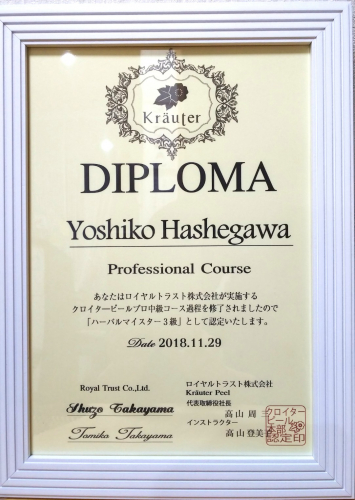 Kräuter
DIPLOMA
Yoshiko Hashegawa
Professional Course
あなたはロイヤルトラスト株式会社が実施する
クロイターピールプロ中級コース過程を修了されましたので
「ハーバルマイスター3級」として認定いたします。
Date 2018.11.29
Royal Trust Co.,Ltd.
Shuzo Takayama
Tomiko Takayama
ロイヤルトラスト株式会社
Kräuter Peel
代表取締役社長
高山 周
インストラクター
高山 登美
クロイター
ピール
本部
認定印